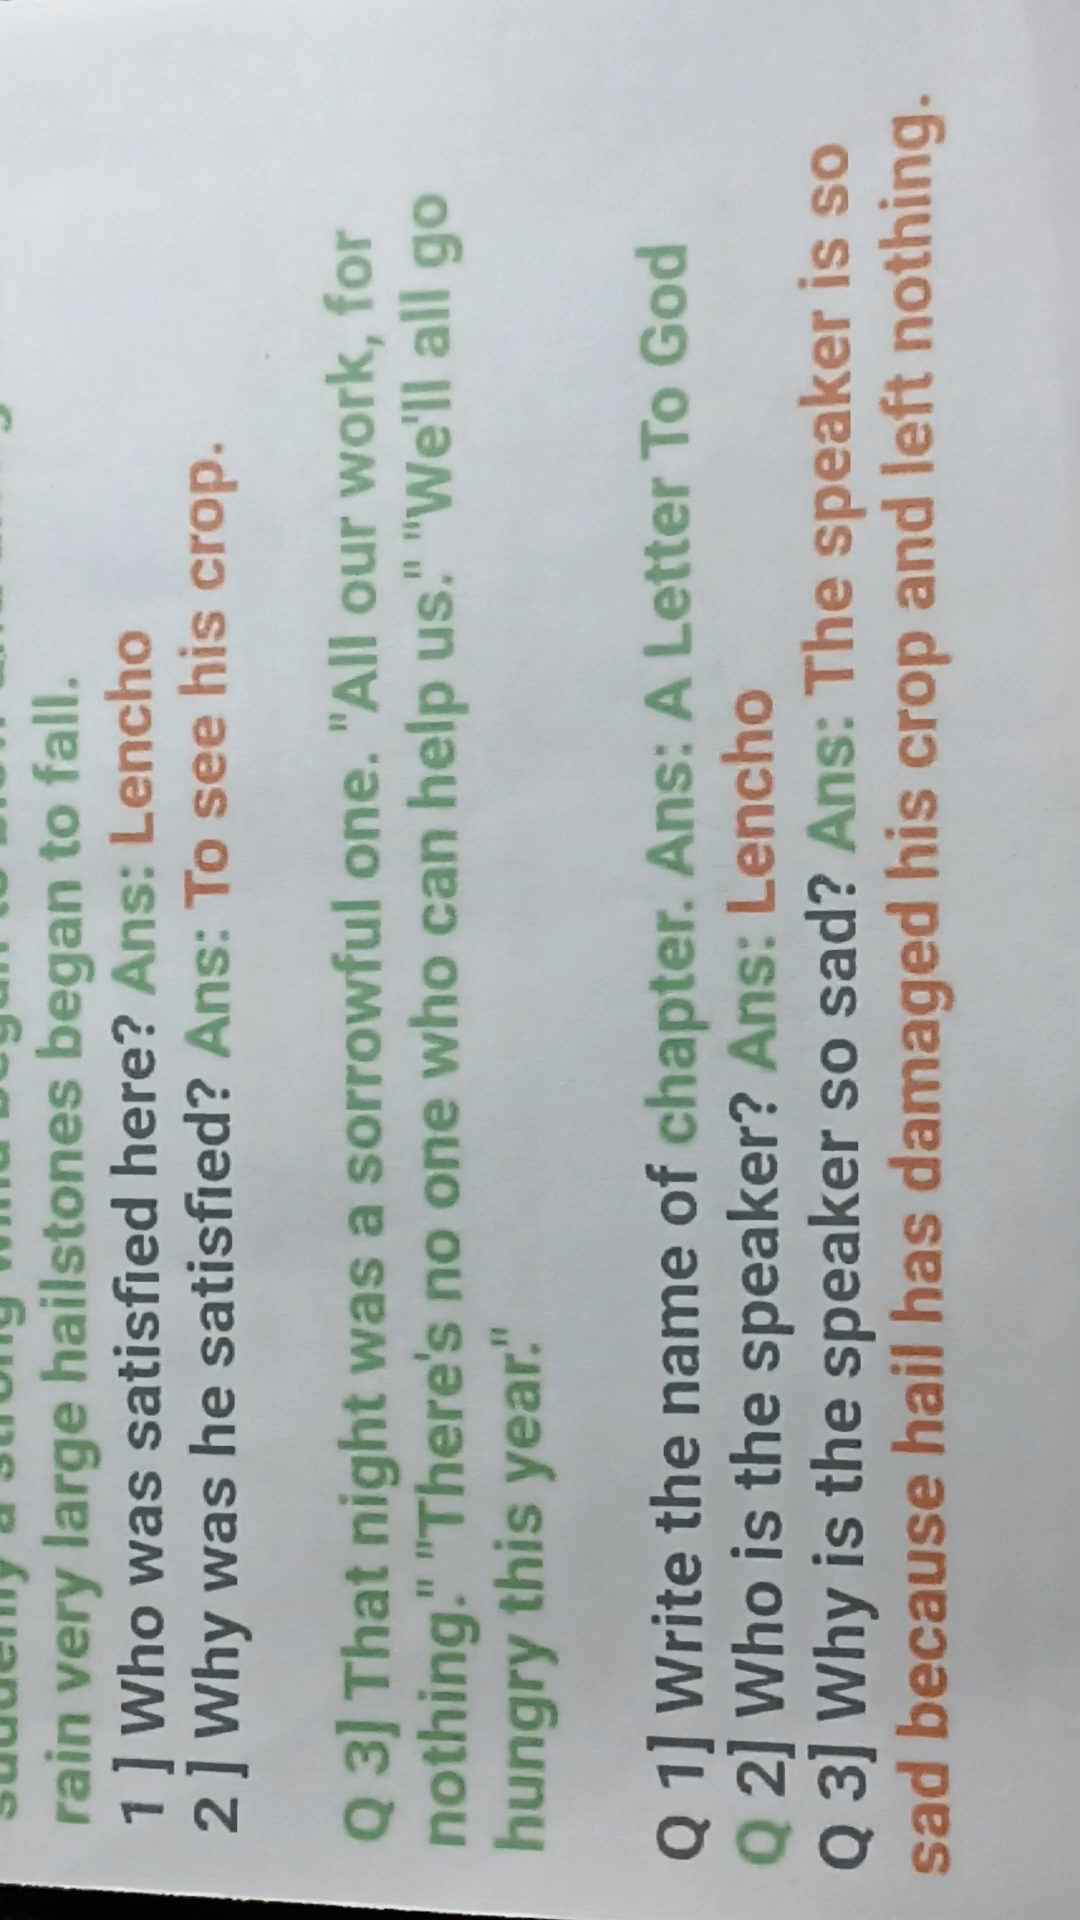 rain very large hailstones began to fall.
1 ] Who was satisfied here? Ans: Lencho
2 ] Why was he satisfied? Ans: To see his crop.
Q 3] That night was a sorrowful one. "All our work, for
nothing." "There's no one who can help us." "We'll all go
hungry this year."
Q 1] Write the name of chapter. Ans: A Letter To God
Q 2] Who is the speaker? Ans: Lencho
Q 3] Why is the speaker so sad? Ans: The speaker is so
sad because hail has damaged his crop and left nothing.